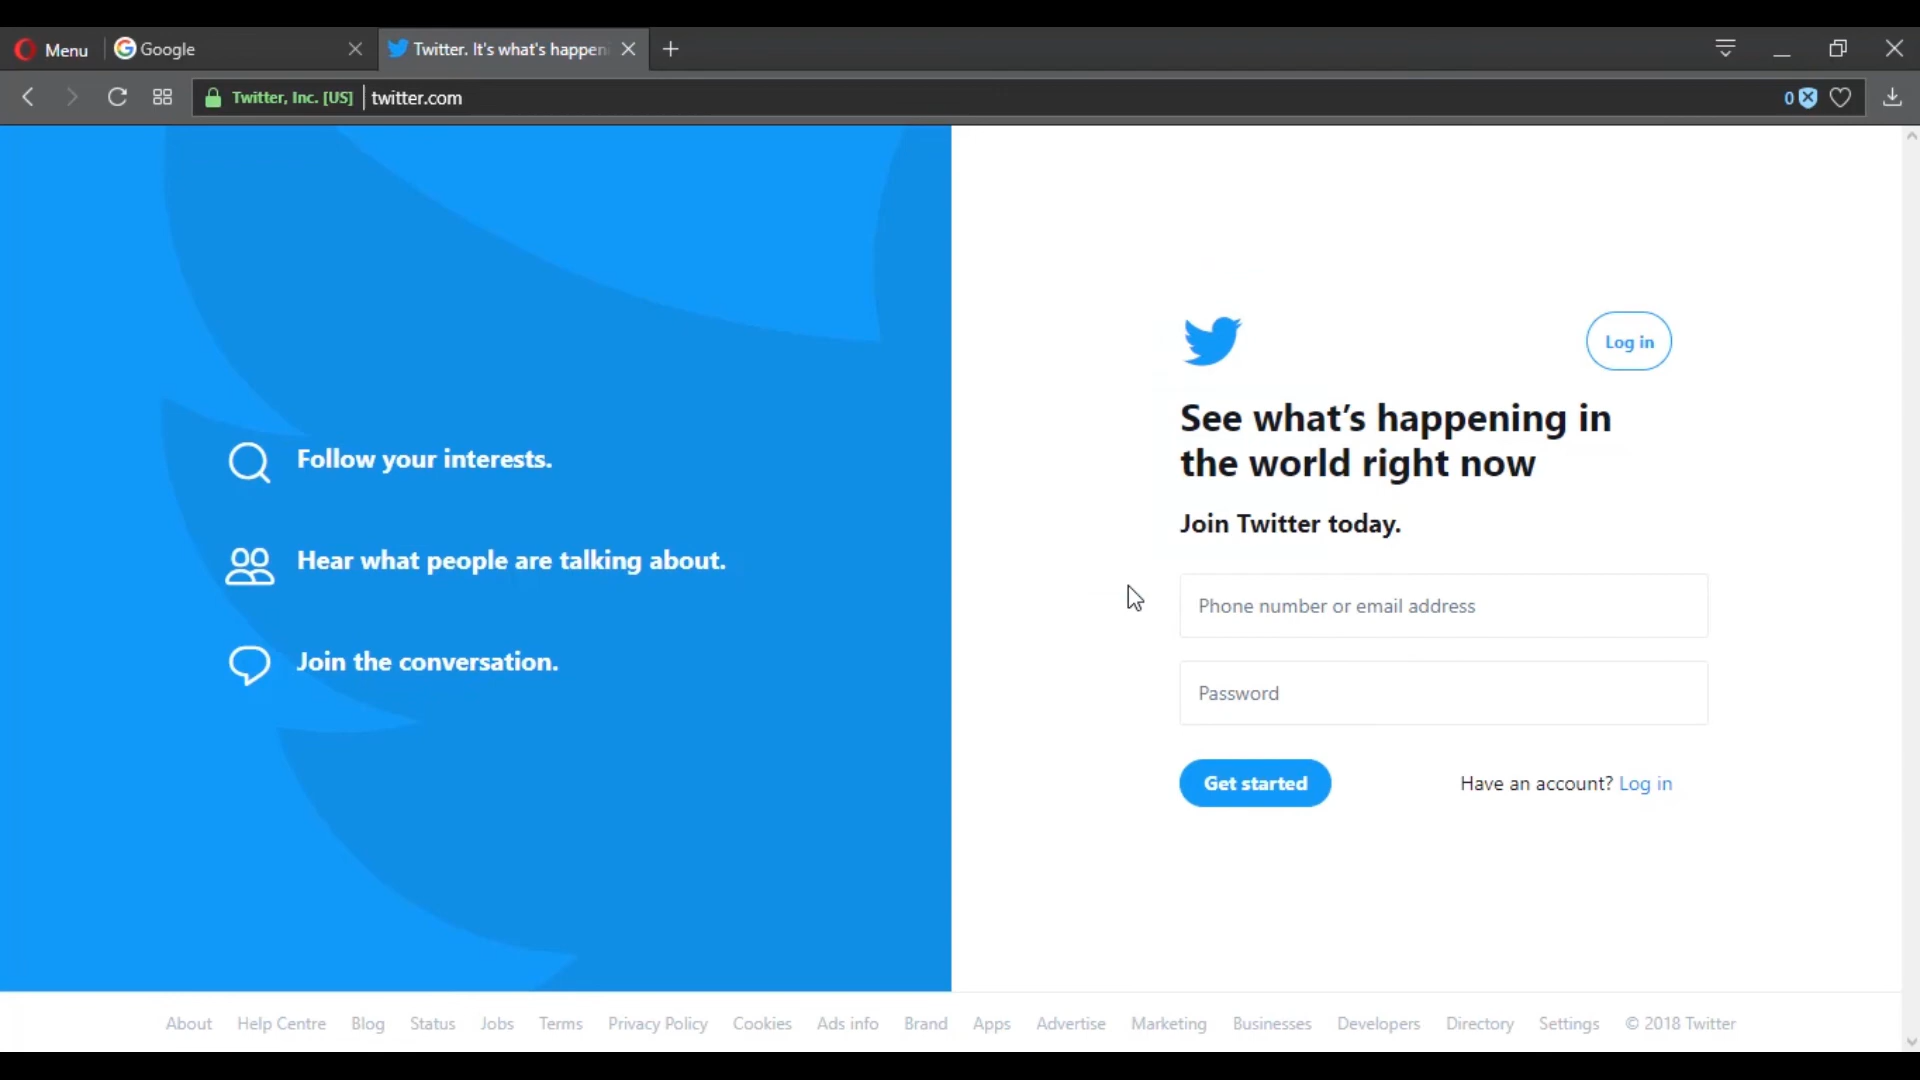 Menu
Google
Twitter. It's what's happen
Twitter, Inc. [US]
twitter.com
0
Follow your interests.
Hear what people are talking about.
Join the conversation.
Log in
See what’s happening in
the world right now
Join Twitter today.
Phone number or email address
Password
Get started
Have an account? Log in
About Help Centre Blog Status Jobs Terms Privacy Policy Cookies Ads info Brand Apps Advertise Marketing Businesses Developers Directory Settings © 2018 Twitter